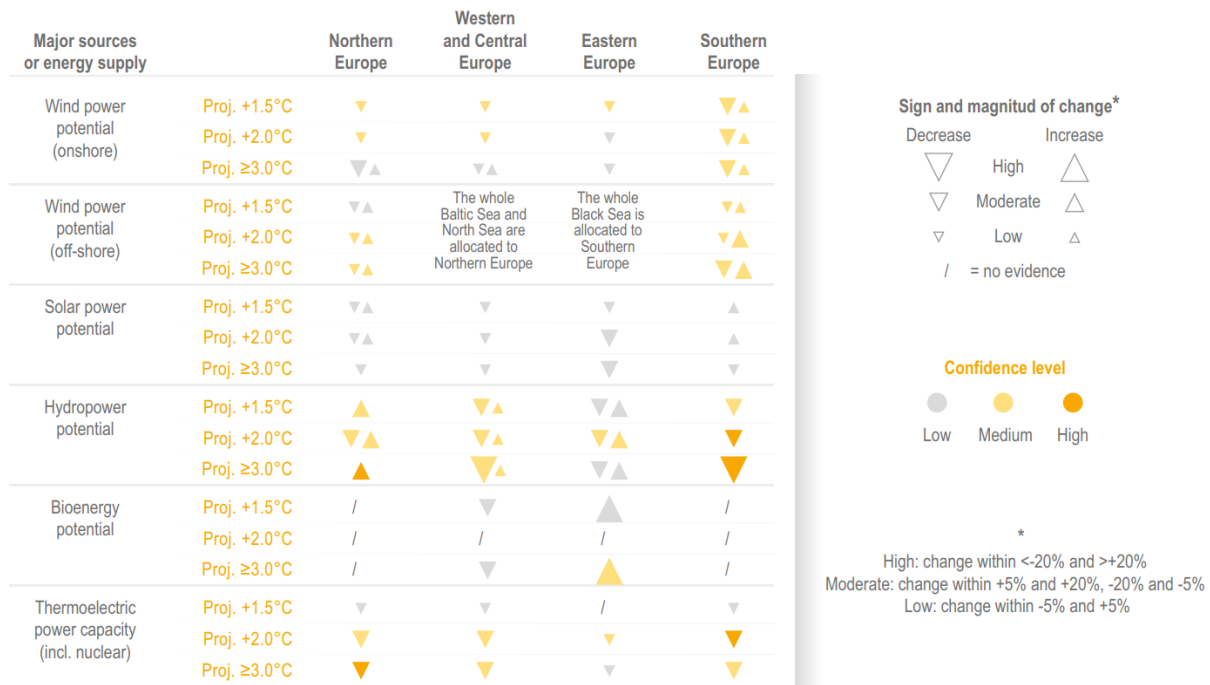 Major sources
or energy supply
Northern
Europe
Western
and Central
Europe
Eastern
Europe
Southern
Europe
Wind power
potential
(onshore)
Proj. +1.5°C
Proj. +2.0°C
Proj. ≥3.0°C
Wind power
potential
(off-shore)
Proj. +1.5°C
Proj. +2.0°C
Proj. ≥3.0°C
The whole
Baltic Sea and
North Sea are
allocated to
Northern Europe
The whole
Black Sea is
allocated to
Southern
Europe
Solar power
potential
Proj. +1.5°C
Proj. +2.0°C
Proj. ≥3.0°C
Hydropower
potential
Proj. +1.5°C
Proj. +2.0°C
Proj. ≥3.0°C
Bioenergy
potential
Proj. +1.5°C / /
Proj. +2.0°C / / / /
Proj. ≥3.0°C / /
Thermoelectric
power capacity
(incl. nuclear)
Proj. +1.5°C /
Proj. +2.0°C
Proj. ≥3.0°C
Sign and magnitud of change*
Decrease Increase
High
Moderate
Low
/ = no evidence
Confidence level
Low Medium High
*
High: change within <-20% and >+20%
Moderate: change within +5% and +20%, -20% and -5%
Low: change within -5% and +5%